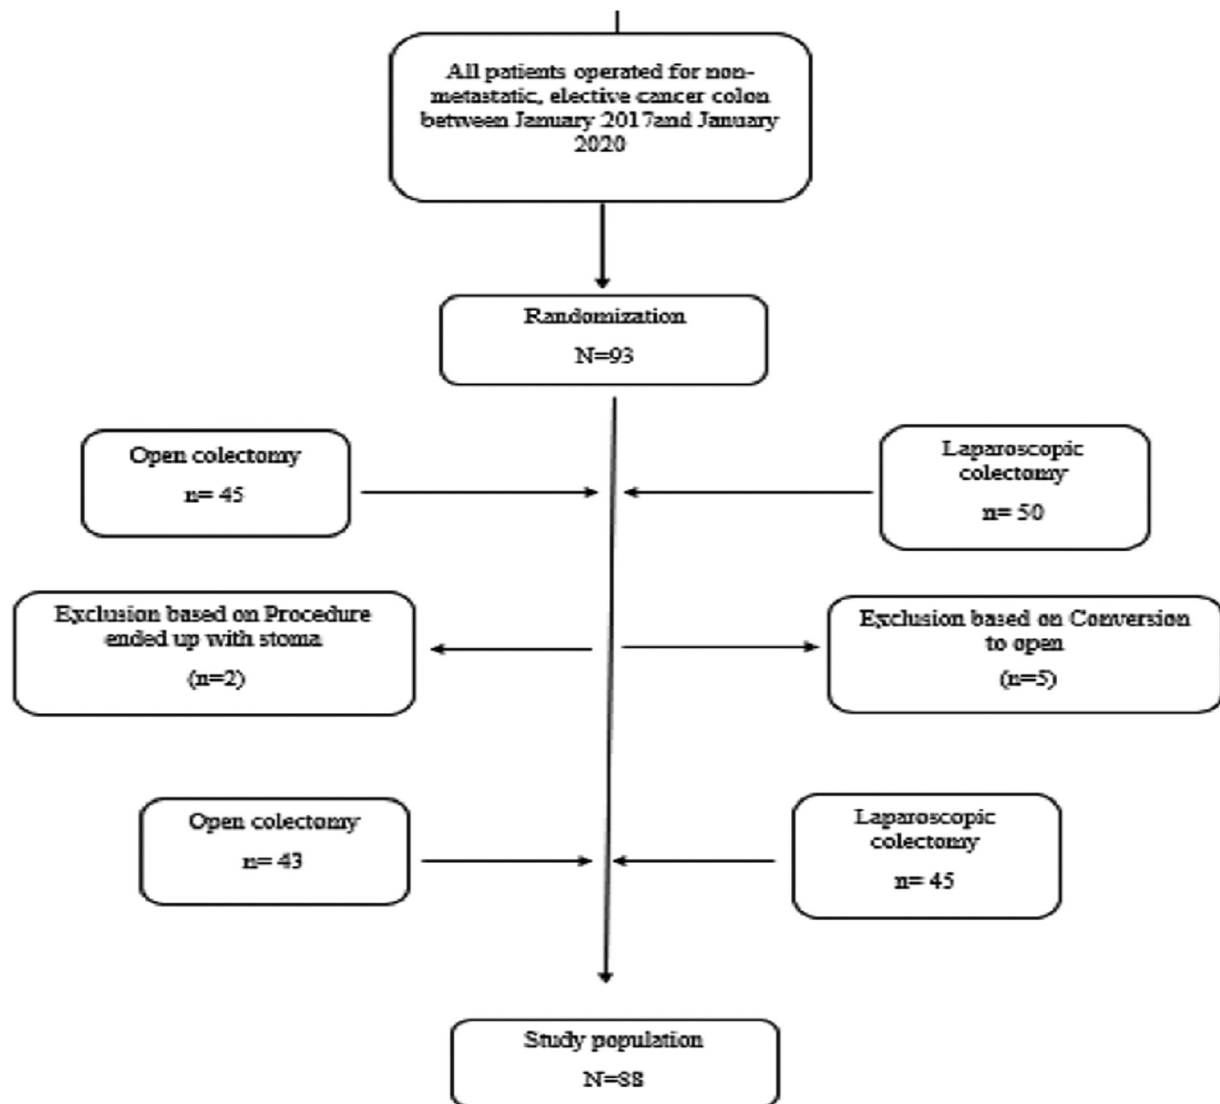 All patients operated for non-
metastatic, elective cancer colon
between January 2017and January
2020
Randomization
N=93
Open colectomy
n= 45
Laparoscopic
colectomy
n= 50
Exclusion based on Procedure
ended up with stoma
(n=2)
Exclusion based on Conversion
to open
(n=5)
Open colectomy
n= 43
Laparoscopic
colectomy
n= 45
Study population
N=88